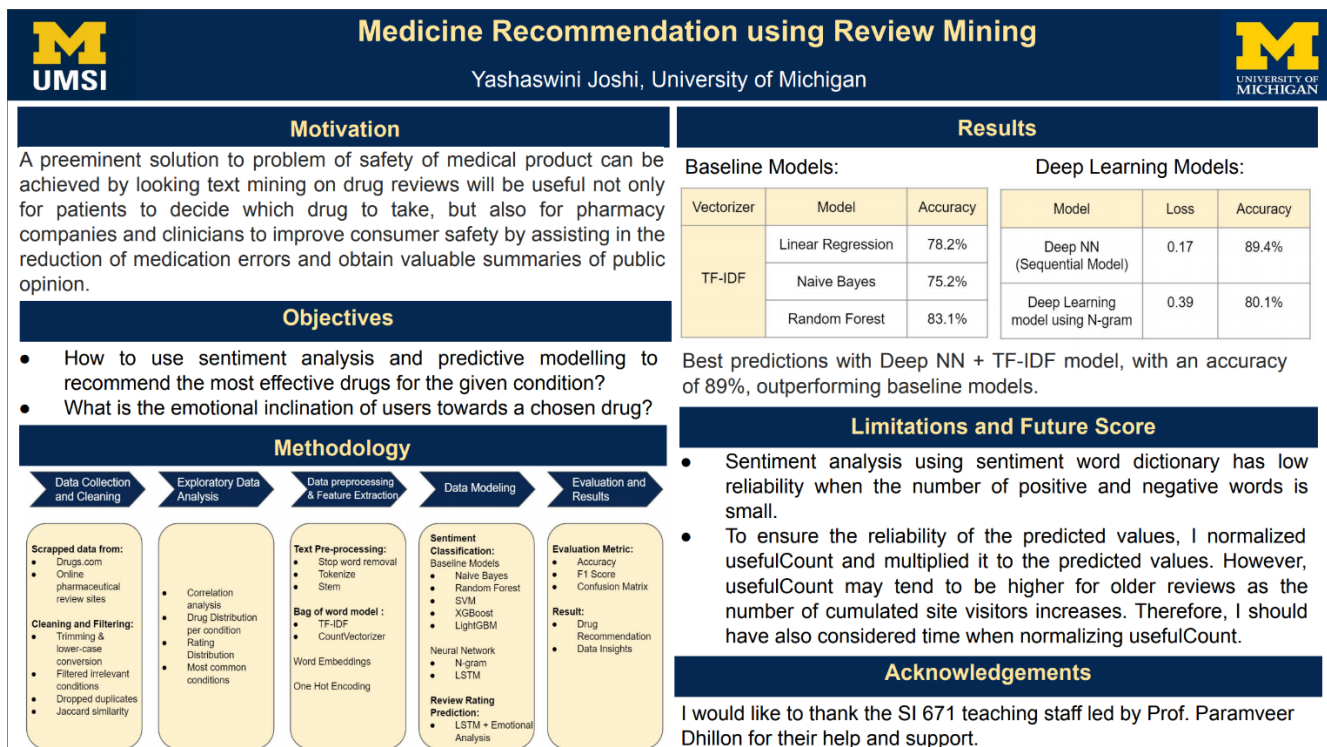 M
UMSI
Medicine Recommendation using Review Mining
Yashaswini Joshi, University of Michigan
M
UNIVERSITY OF
MICHIGAN
Motivation
A preeminent solution to problem of safety of medical product can be
achieved by looking text mining on drug reviews will be useful not only
for patients to decide which drug to take, but also for pharmacy
companies and clinicians to improve consumer safety by assisting in the
reduction of medication errors and obtain valuable summaries of public
opinion.
Objectives
● How to use sentiment analysis and predictive modelling to
recommend the most effective drugs for the given condition?
● What is the emotional inclination of users towards a chosen drug?
Methodology
Data Collection
and Cleaning
Exploratory Data
Analysis
Data preprocessing
& Feature Extraction
Data Modeling
Evaluation and
Results
Scrapped data from:
● Drugs.com
● Online
pharmaceutical
review sites
Cleaning and Filtering:
● Trimming &
lower-case
conversion
● Filtered irrelevant
conditions
● Dropped duplicates
● Jaccard similarity
● Correlation
analysis
● Drug Distribution
per condition
● Rating
Distribution
● Most common
conditions
Text Pre-processing:
● Stop word removal
● Tokenize
● Stem
Bag of word model :
● TF-IDF
● CountVectorizer
Word Embeddings
One Hot Encoding
Sentiment
Classification:
Baseline Models
● Naive Bayes
● Random Forest
● SVM
● XGBoost
● LightGBM
Neural Network
● N-gram
● LSTM
Review Rating
Prediction:
● LSTM + Emotional
Analysis
Evaluation Metric:
● Accuracy
● F1 Score
● Confusion Matrix
Result:
● Drug
Recommendation
● Data Insights
Results
Baseline Models:
Vectorizer Model Accuracy
TF-IDF
Linear Regression 78.2%
Naive Bayes 75.2%
Random Forest 83.1%
Deep Learning Models:
Model Loss Accuracy
Deep NN
(Sequential Model) 0.17 89.4%
Deep Learning
model using N-gram 0.39 80.1%
Best predictions with Deep NN + TF-IDF model, with an accuracy
of 89%, outperforming baseline models.
Limitations and Future Score
● Sentiment analysis using sentiment word dictionary has low
reliability when the number of positive and negative words is
small.
● To ensure the reliability of the predicted values, I normalized
usefulCount and multiplied it to the predicted values. However,
usefulCount may tend to be higher for older reviews as the
number of cumulated site visitors increases. Therefore, I should
have also considered time when normalizing usefulCount.
Acknowledgements
I would like to thank the SI 671 teaching staff led by Prof. Paramveer
Dhillon for their help and support.